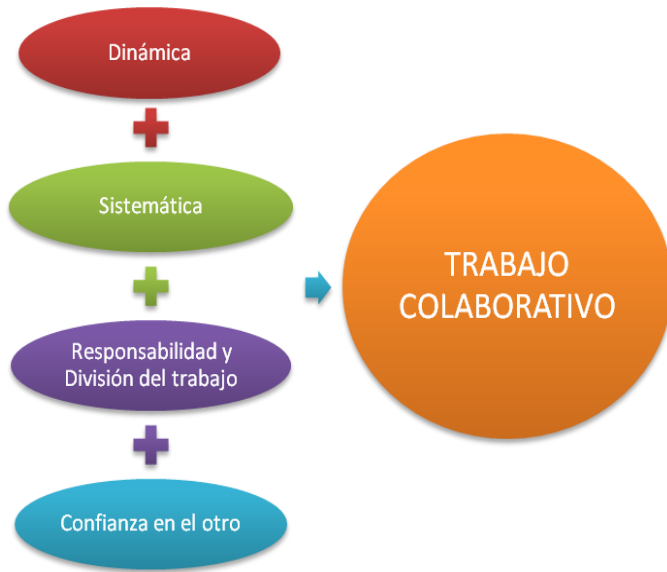 Dinámica
Sistemática
Responsabilidad y
División del trabajo
Confianza en el otro
TRABAJO
COLABORATIVO